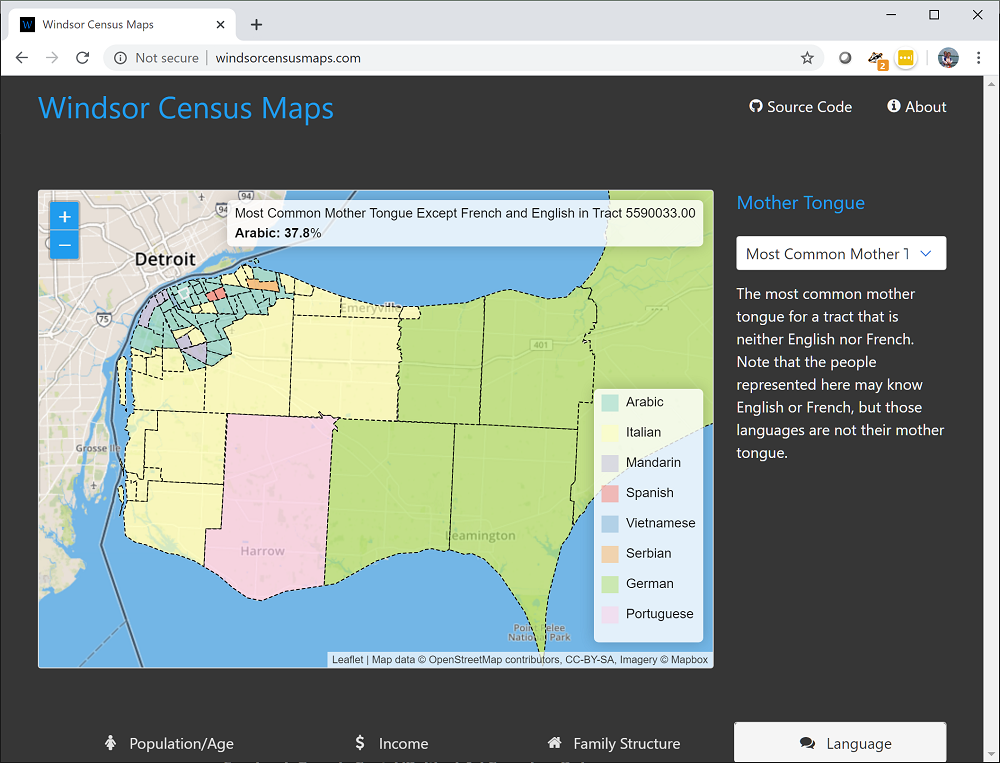 Windsor Census Maps
Not secure | windsorcensusmaps.com
2
Windsor Census Maps
Source Code
About
94
94
+
−
Most Common Mother Tongue Except French and English in Tract 5590033.00
Arabic: 37.8%
Detroit
75
Emeryville
401
Grosse Ile
Harrow
Leamington
Point Pelee
National Park
Arabic
Italian
Mandarin
Spanish
Vietnamese
Serbian
German
Portuguese
Leaflet | Map data © OpenStreetMap contributors, CC-BY-SA, Imagery © Mapbox
Mother Tongue
Most Common Mother T
The most common mother
tongue for a tract that is
neither English nor French.
Note that the people
represented here may know
English or French, but those
languages are not their mother
tongue.
Population/Age
Income
Family Structure
Language